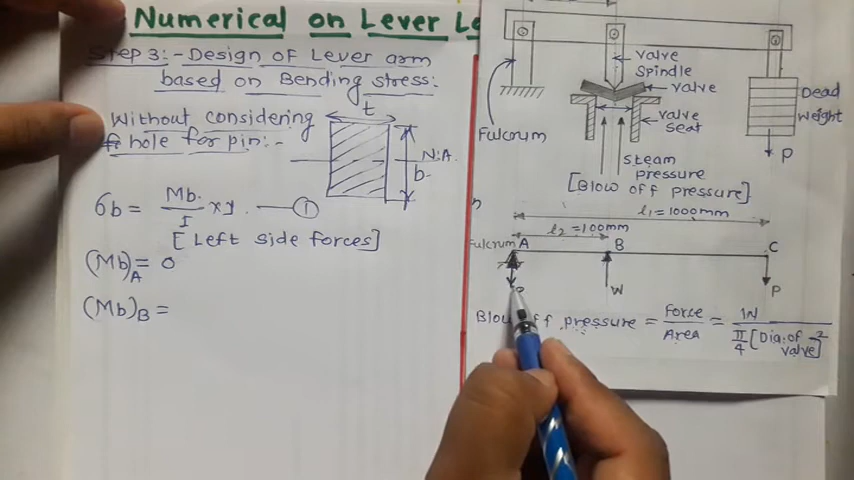 Numerical on Lever
Step 3:- Design of Lever arm
based on Bending stress:
Without considering
hole for pin:-
t
N.A.
b
σb = Mb/I × y. —— ①
[Left side forces]
(Mb)A = 0
(Mb)B =
valve
spindle
valve
Dead
weight
valve
seat
Fulcrum
steam
pressure
P
[Blow off pressure]
l1 = 1000mm
l2 = 100mm
Fulcrum A
B
C
W
P
Blow off pressure = Force/Area = W/(π/4 [Dia. of valve]²)